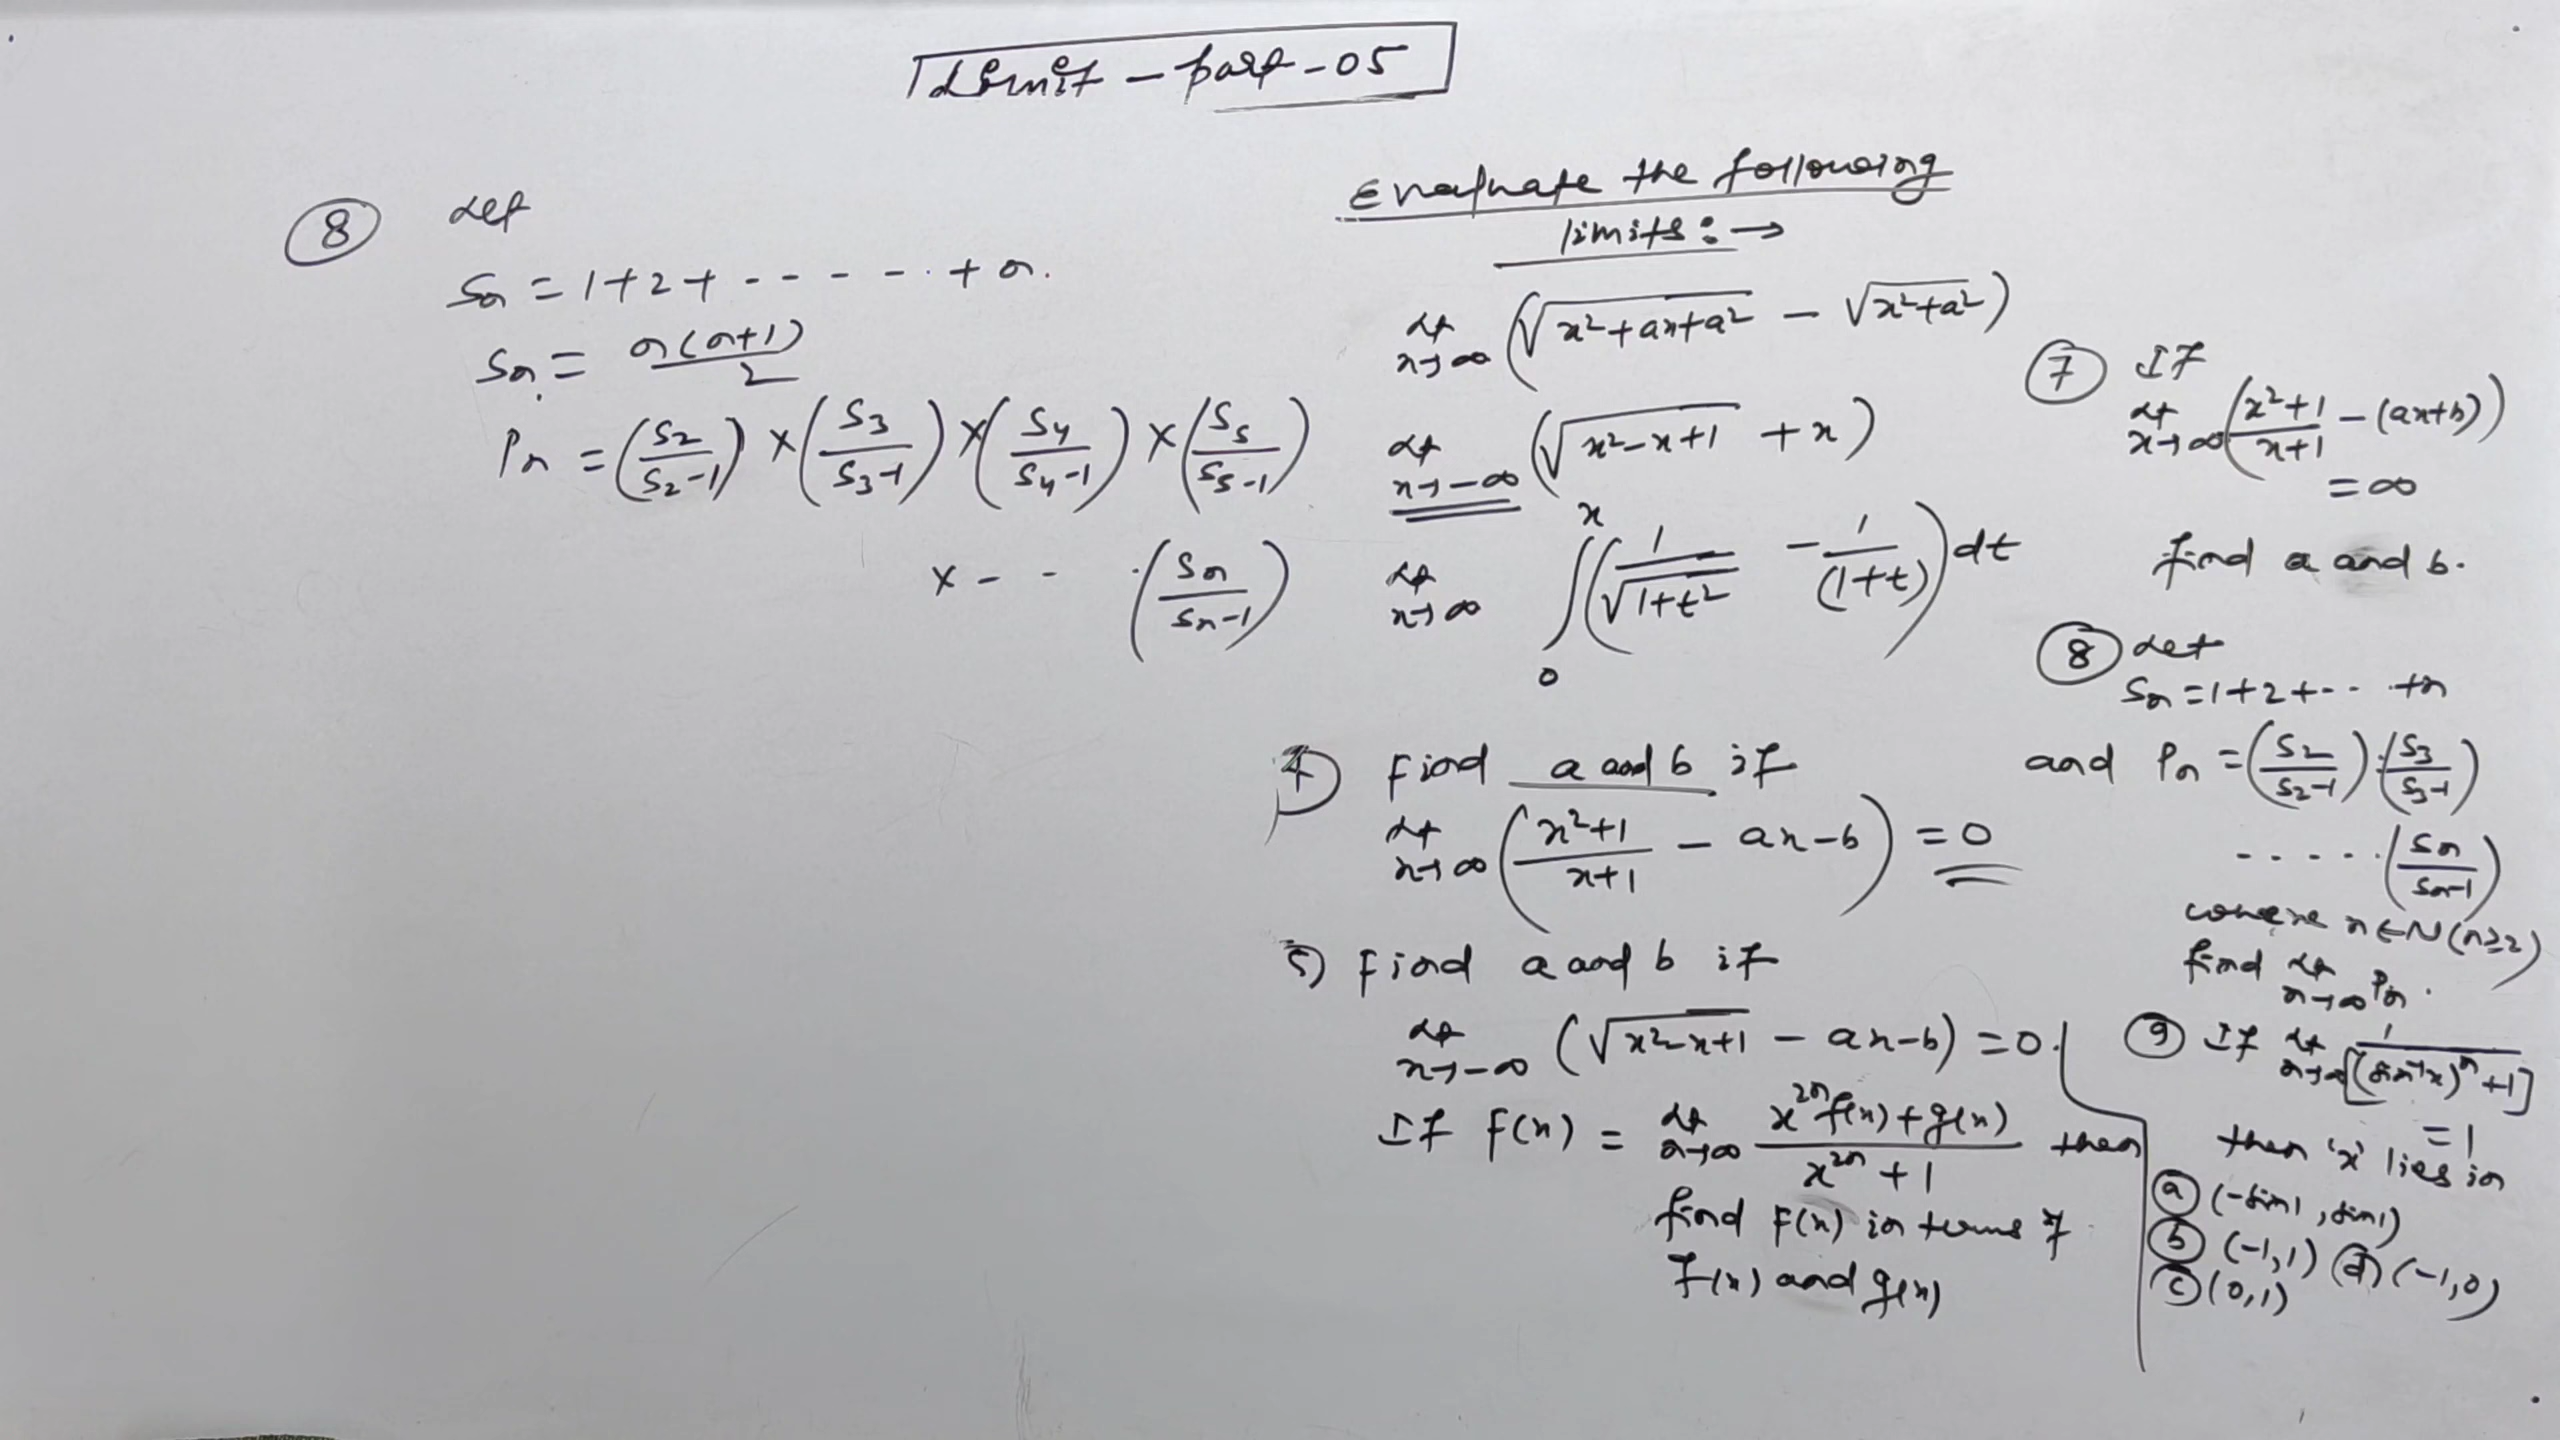 Limit - part - 05
⑧ Let
Sn = 1+2+ - - - - - + n.
Sn = n(n+1)/2
Pn = (S2/(S2-1)) × (S3/(S3-1)) × (S4/(S4-1)) × (S5/(S5-1))
× - - · (Sn/(Sn-1))
Evaluate the following
limits : →
Lt x→∞ (√(x²+ax+a²) - √(x²+a²))
Lt x→-∞ (√(x²-x+1) + x)
Lt x→∞ ∫₀ˣ (1/√(1+t²) - 1/(1+t)) dt
④ Find a and b if
Lt x→∞ ((x²+1)/(x+1) - ax-b) = 0
5) Find a and b if
Lt x→-∞ (√(x²-x+1) - ax-b) = 0.
If F(x) = Lt n→∞ (x²ⁿf(x)+g(x))/(x²ⁿ+1) then
find F(x) in terms of
f(x) and g(x)
⑦ If
Lt x→∞ ((x²+1)/(x+1) - (ax+b))
= ∞
find a and b.
⑧ Let
Sn = 1+2+-- +n
and Pn = (S2/(S2-1)) · (S3/(S3-1))
- - - - · (Sn/(Sn-1))
where n∈N (n≥2)
find Lt n→∞ Pn.
⑨ If Lt n→∞ 1/[(sin⁻¹x)ⁿ+1]
= 1
then 'x' lies in
ⓐ (-sin1, sin1)
ⓑ (-1,1) ⓓ (-1,0)
ⓒ (0,1)